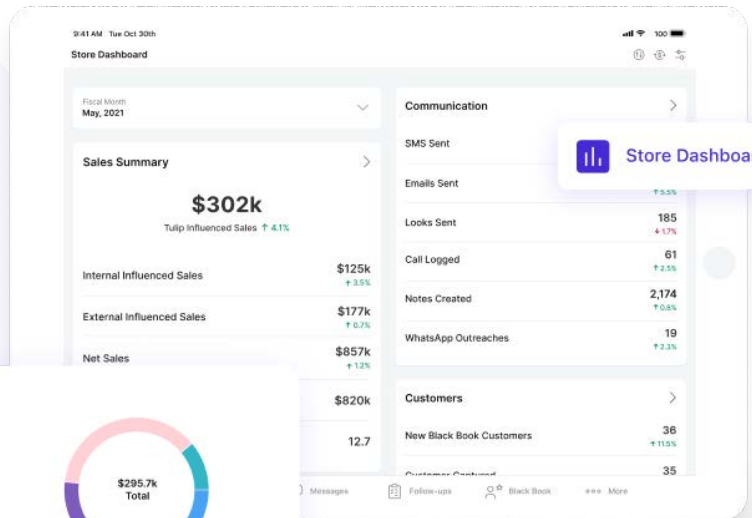 9:41 AM Tue Oct 30th
100
Store Dashboard
Fiscal Month
May, 2021
Sales Summary
$302k
Tulip Influenced Sales ↑ 4.1%
Internal Influenced Sales $125k
↑ 3.5%
External Influenced Sales $177k
↑ 0.7%
Net Sales $857k
↑ 1.2%
$820k
12.7
$295.7k
Total
Communication
SMS Sent
Store Dashboar
Emails Sent
↑ 5.5%
Looks Sent 185
↓ 1.7%
Call Logged 61
↑ 2.5%
Notes Created 2,174
↑ 0.8%
WhatsApp Outreaches 19
↑ 2.3%
Customers
New Black Book Customers 36
↑ 11.5%
Customer Captured 35
Messages Follow-ups Black Book More